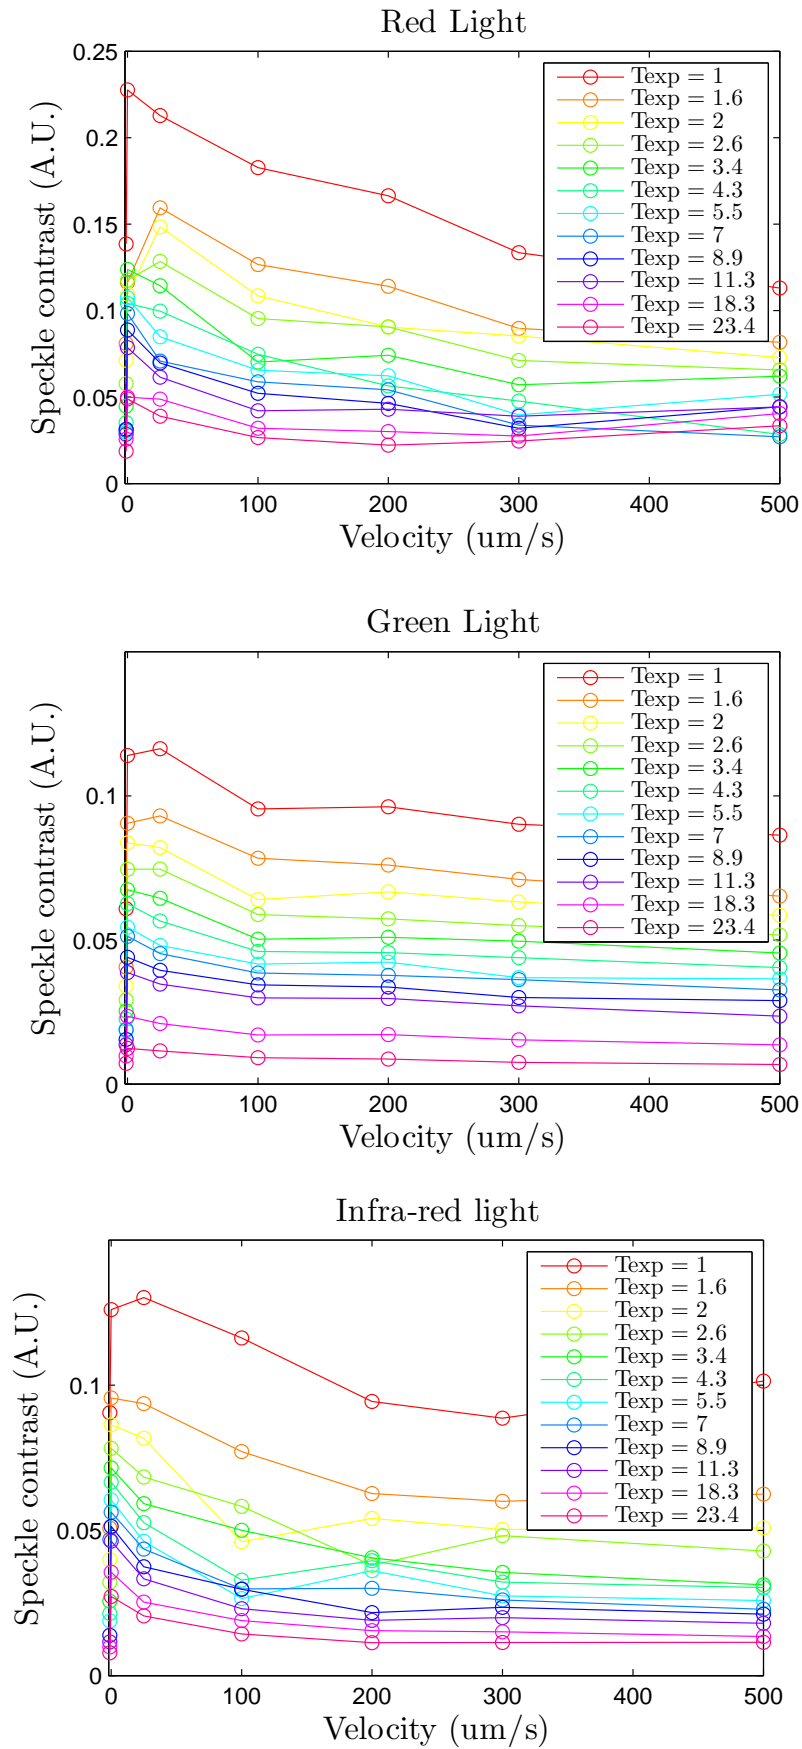 Red Light
0.25
0.2
0.15
0.1
0.05
0
Speckle contrast (A.U.)
Texp = 1
Texp = 1.6
Texp = 2
Texp = 2.6
Texp = 3.4
Texp = 4.3
Texp = 5.5
Texp = 7
Texp = 8.9
Texp = 11.3
Texp = 18.3
Texp = 23.4
0 100 200 300 400 500
Velocity (um/s)
Green Light
0.1
0.05
0
Speckle contrast (A.U.)
Texp = 1
Texp = 1.6
Texp = 2
Texp = 2.6
Texp = 3.4
Texp = 4.3
Texp = 5.5
Texp = 7
Texp = 8.9
Texp = 11.3
Texp = 18.3
Texp = 23.4
0 100 200 300 400 500
Velocity (um/s)
Infra-red light
0.1
0.05
0
Speckle contrast (A.U.)
Texp = 1
Texp = 1.6
Texp = 2
Texp = 2.6
Texp = 3.4
Texp = 4.3
Texp = 5.5
Texp = 7
Texp = 8.9
Texp = 11.3
Texp = 18.3
Texp = 23.4
0 100 200 300 400 500
Velocity (um/s)